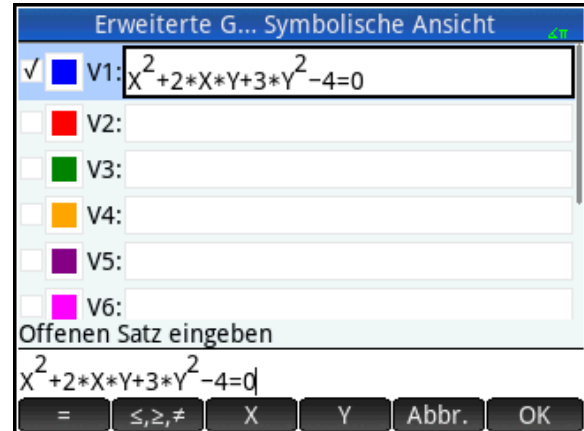 Erweiterte G... Symbolische Ansicht ∡π
√ V1: X²+2*X*Y+3*Y²−4=0
V2:
V3:
V4:
V5:
V6:
Offenen Satz eingeben
X²+2*X*Y+3*Y²−4=0
= ≤,≥,≠ X Y Abbr. OK